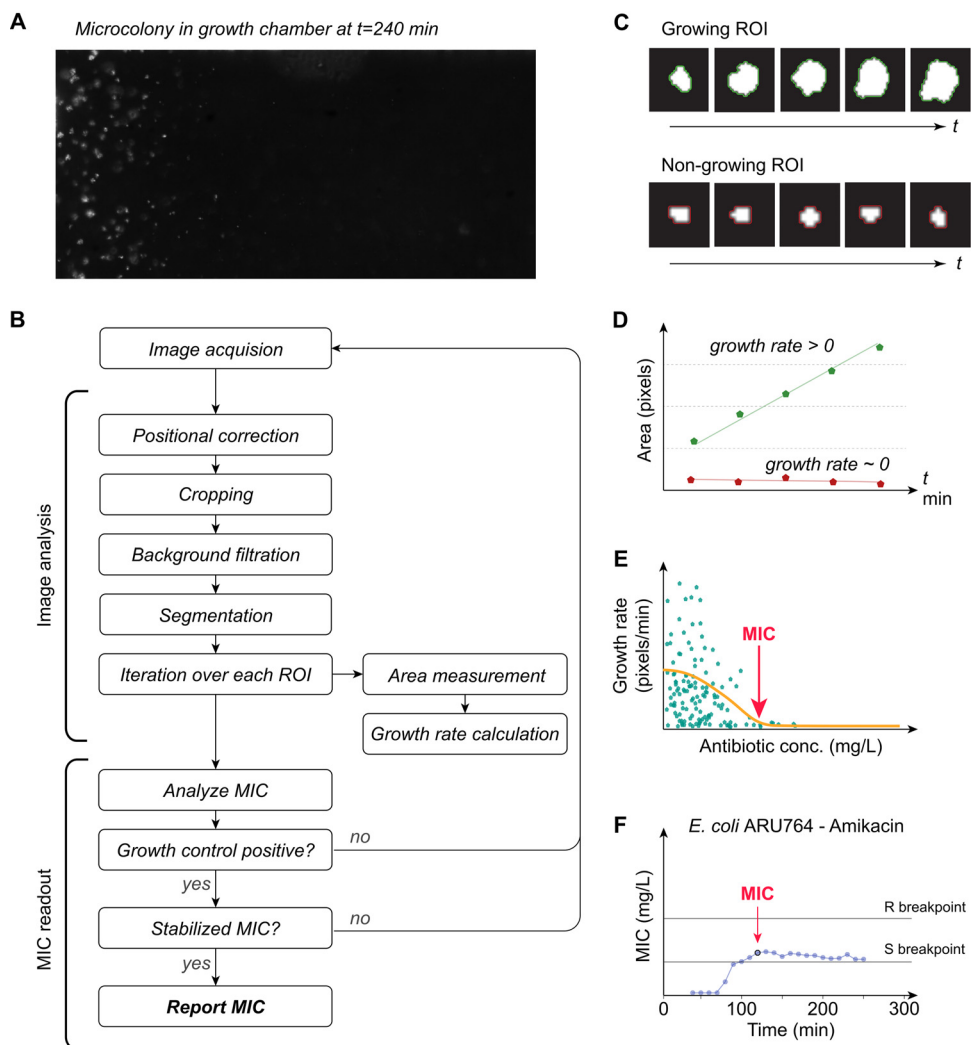 A
Microcolony in growth chamber at t=240 min
B
Image acquision
Image analysis
Positional correction
Cropping
Background filtration
Segmentation
Iteration over each ROI
Area measurement
Growth rate calculation
MIC readout
Analyze MIC
Growth control positive?
no
yes
Stabilized MIC?
no
yes
Report MIC
C
Growing ROI
t
Non-growing ROI
t
D
Area (pixels)
growth rate > 0
growth rate ~ 0
t
min
E
Growth rate
(pixels/min)
MIC
Antibiotic conc. (mg/L)
F
E. coli ARU764 - Amikacin
MIC (mg/L)
MIC
R breakpoint
S breakpoint
0 100 200 300
Time (min)